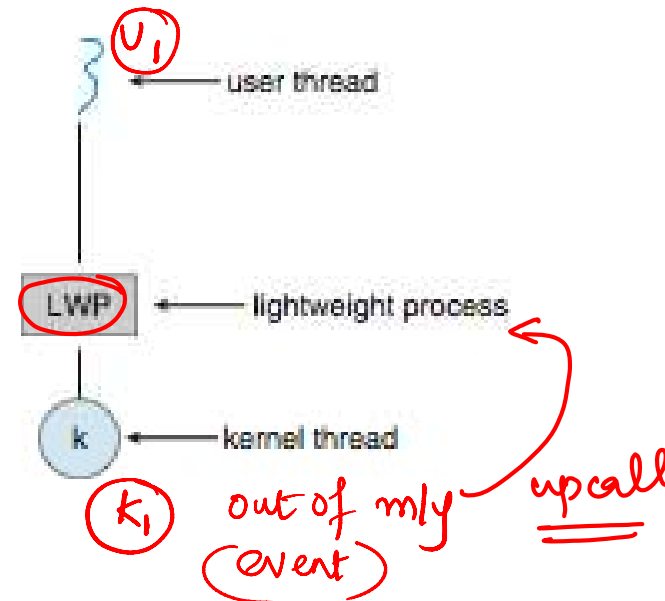 U₁
user thread
LWP
lightweight process
k
kernel thread
K₁ out of m/y upcall
(event)